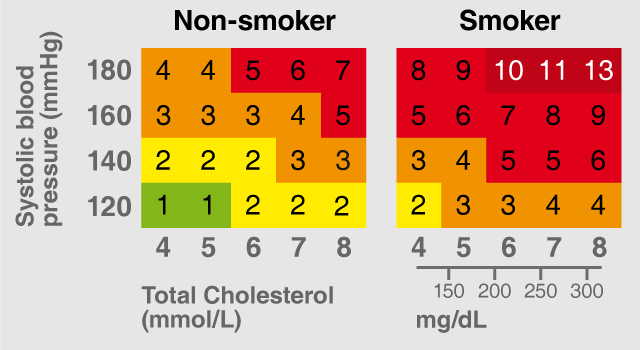 Non-smoker Smoker
Systolic blood
pressure (mmHg)
180 4 4 5 6 7 8 9 10 11 13
160 3 3 3 4 5 5 6 7 8 9
140 2 2 2 3 3 3 4 5 5 6
120 1 1 2 2 2 2 3 3 4 4
4 5 6 7 8 4 5 6 7 8
150 200 250 300
Total Cholesterol
(mmol/L) mg/dL